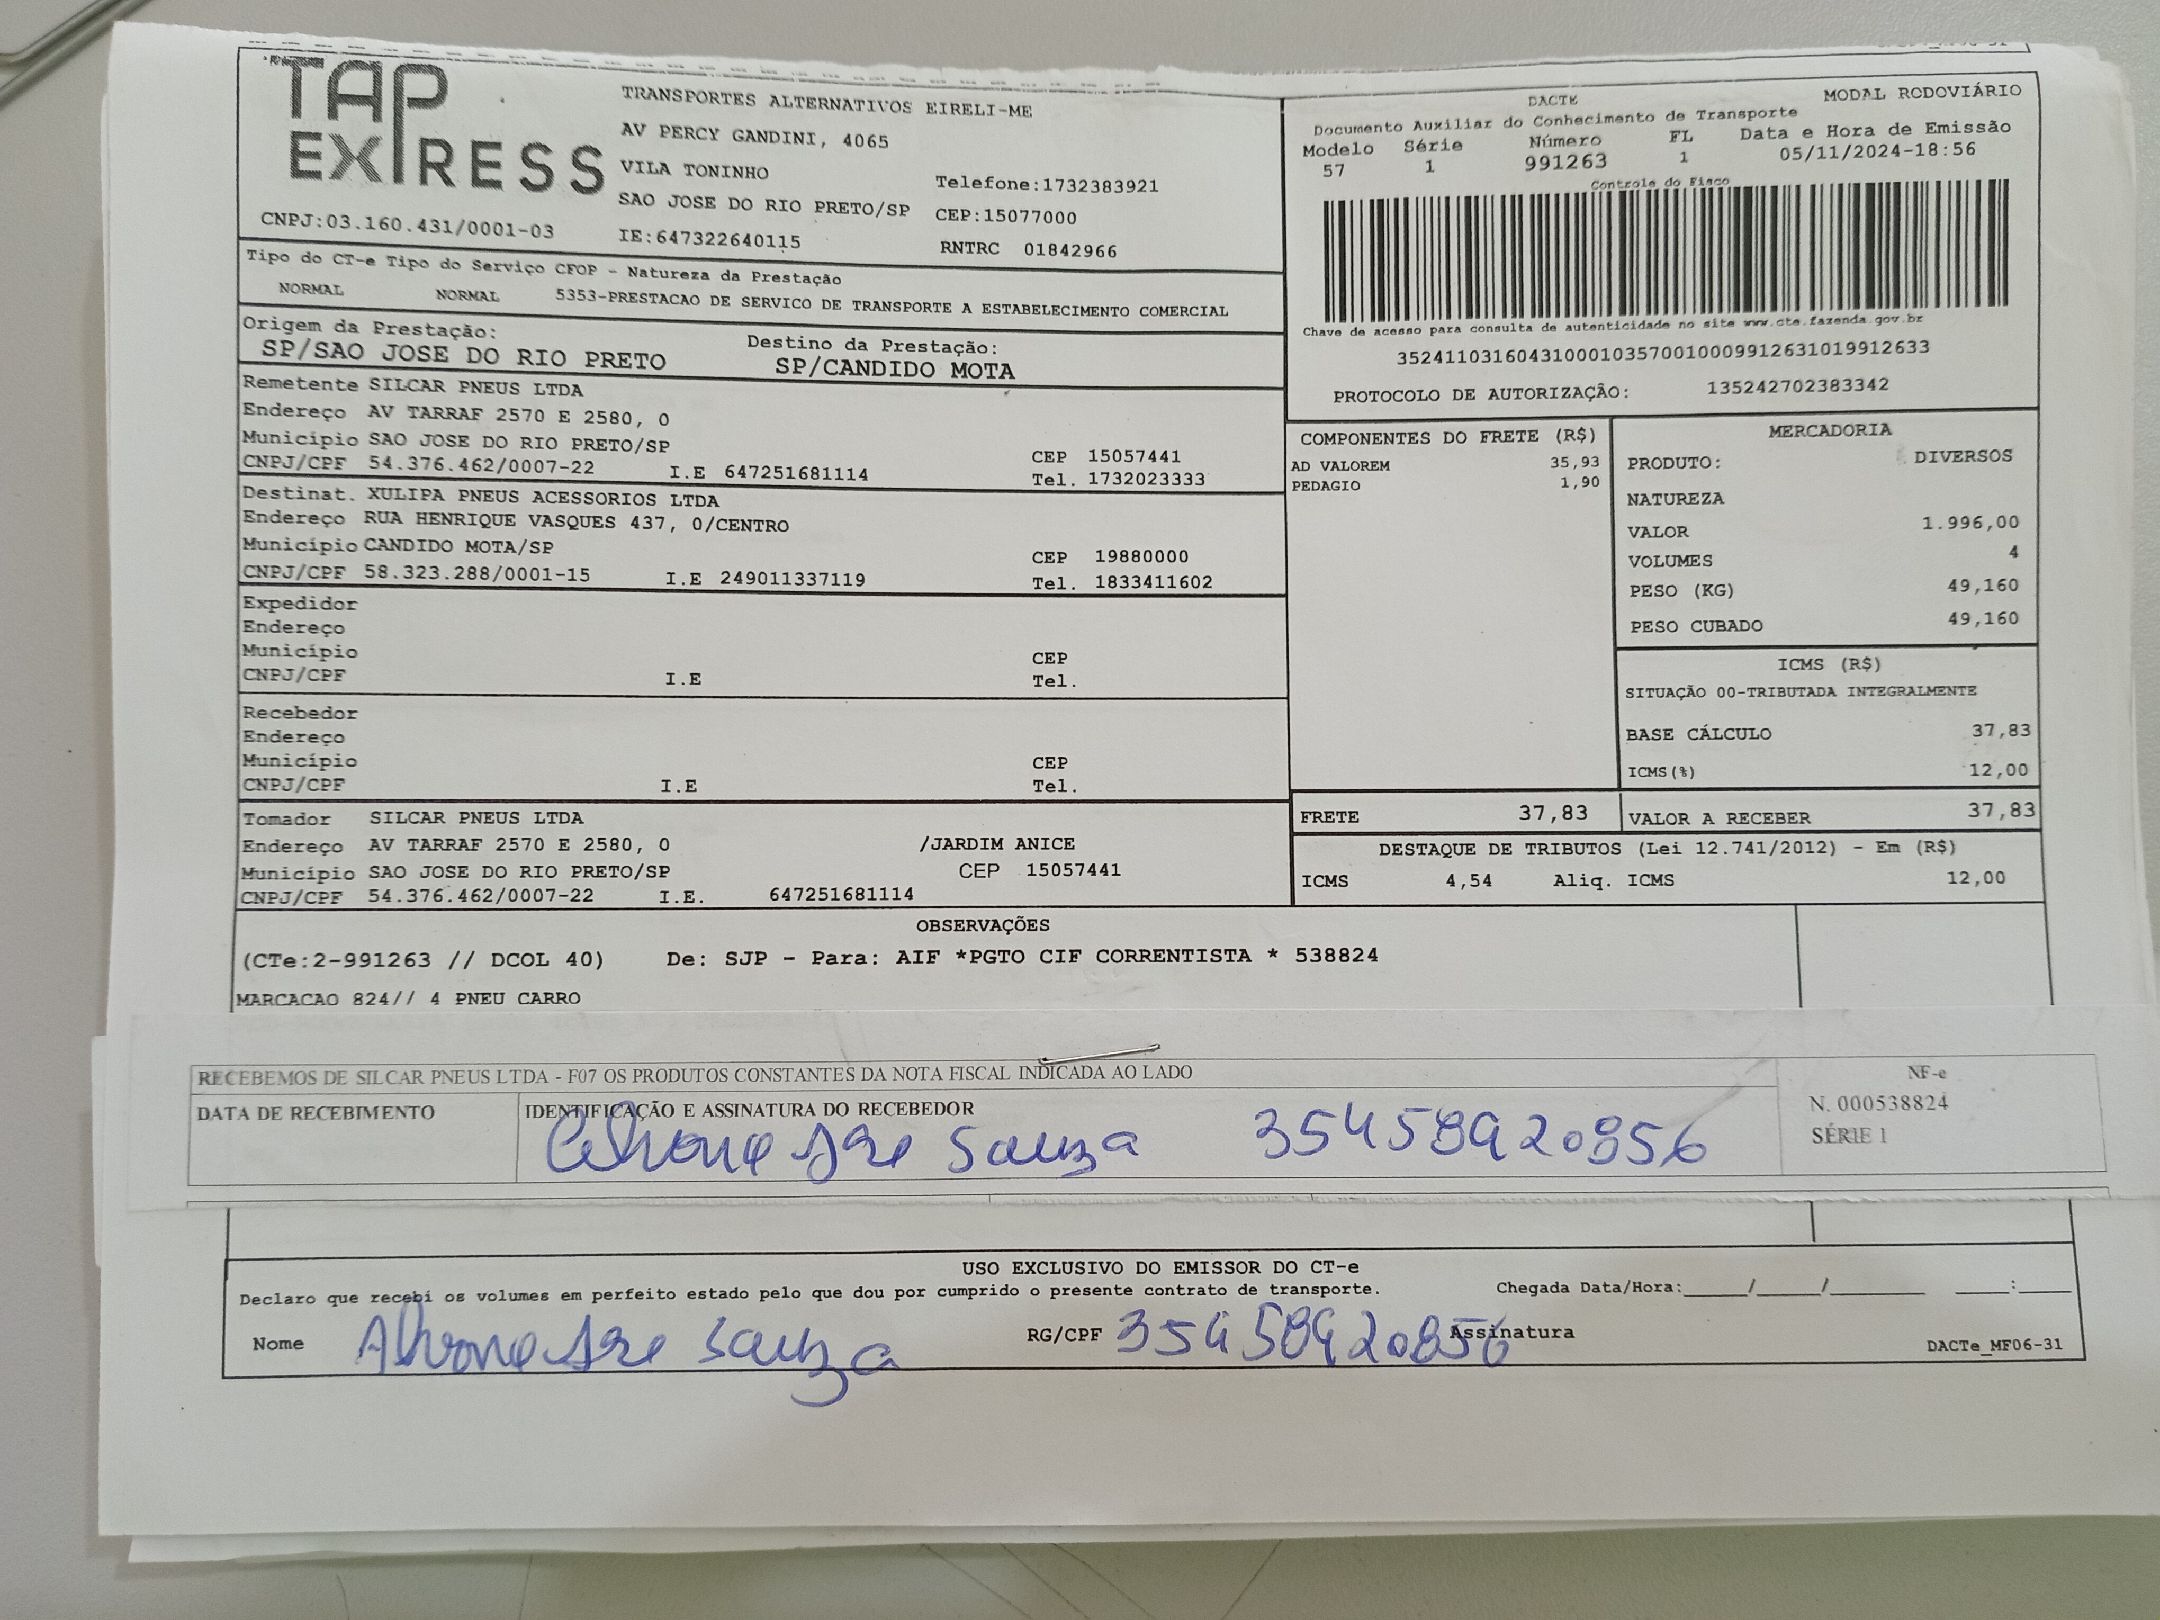 TAP EXPRESS
TRANSPORTES ALTERNATIVOS EIRELI-ME
AV PERCY GANDINI, 4065
VILA TONINHO
Telefone:1732383921
SAO JOSE DO RIO PRETO/SP CEP:15077000
CNPJ:03.160.431/0001-03 IE:647322640115 RNTRC 01842966
DACTE MODAL RODOVIÁRIO
Documento Auxiliar do Conhecimento de Transporte
Modelo Série Número FL Data e Hora de Emissão
57 1 991263 1 05/11/2024-18:56
Controle do Fisco
Chave de acesso para consulta de autenticidade no site www.cte.fazenda.gov.br
35241103160431000103570010009912631019912633
PROTOCOLO DE AUTORIZAÇÃO: 135242702383342
Tipo do CT-e Tipo do Serviço CFOP - Natureza da Prestação
NORMAL NORMAL 5353-PRESTACAO DE SERVICO DE TRANSPORTE A ESTABELECIMENTO COMERCIAL
Origem da Prestação: Destino da Prestação:
SP/SAO JOSE DO RIO PRETO SP/CANDIDO MOTA
Remetente SILCAR PNEUS LTDA
Endereço AV TARRAF 2570 E 2580, 0
Município SAO JOSE DO RIO PRETO/SP CEP 15057441
CNPJ/CPF 54.376.462/0007-22 I.E 647251681114 Tel. 1732023333
Destinat. XULIPA PNEUS ACESSORIOS LTDA
Endereço RUA HENRIQUE VASQUES 437, 0/CENTRO
Município CANDIDO MOTA/SP CEP 19880000
CNPJ/CPF 58.323.288/0001-15 I.E 249011337119 Tel. 1833411602
Expedidor
Endereço
Município CEP
CNPJ/CPF I.E Tel.
Recebedor
Endereço
Município CEP
CNPJ/CPF I.E Tel.
Tomador SILCAR PNEUS LTDA
Endereço AV TARRAF 2570 E 2580, 0 /JARDIM ANICE
Município SAO JOSE DO RIO PRETO/SP CEP 15057441
CNPJ/CPF 54.376.462/0007-22 I.E. 647251681114
COMPONENTES DO FRETE (R$)
AD VALOREM 35,93
PEDAGIO 1,90
MERCADORIA
PRODUTO: DIVERSOS
NATUREZA
VALOR 1.996,00
VOLUMES 4
PESO (KG) 49,160
PESO CUBADO 49,160
ICMS (R$)
SITUAÇÃO 00-TRIBUTADA INTEGRALMENTE
BASE CÁLCULO 37,83
ICMS(%) 12,00
FRETE 37,83 VALOR A RECEBER 37,83
DESTAQUE DE TRIBUTOS (Lei 12.741/2012) - Em (R$)
ICMS 4,54 Aliq. ICMS 12,00
OBSERVAÇÕES
(CTe:2-991263 // DCOL 40) De: SJP - Para: AIF *PGTO CIF CORRENTISTA * 538824
MARCACAO 824// 4 PNEU CARRO
RECEBEMOS DE SILCAR PNEUS LTDA - F07 OS PRODUTOS CONSTANTES DA NOTA FISCAL INDICADA AO LADO
NF-e
DATA DE RECEBIMENTO IDENTIFICAÇÃO E ASSINATURA DO RECEBEDOR N. 000538824
SÉRIE 1
Souza 35458920856
USO EXCLUSIVO DO EMISSOR DO CT-e
Declaro que recebi os volumes em perfeito estado pelo que dou por cumprido o presente contrato de transporte. Chegada Data/Hora:____/____/______ ____:____
Nome Souza RG/CPF 35458920856 Assinatura
DACTe_MF06-31